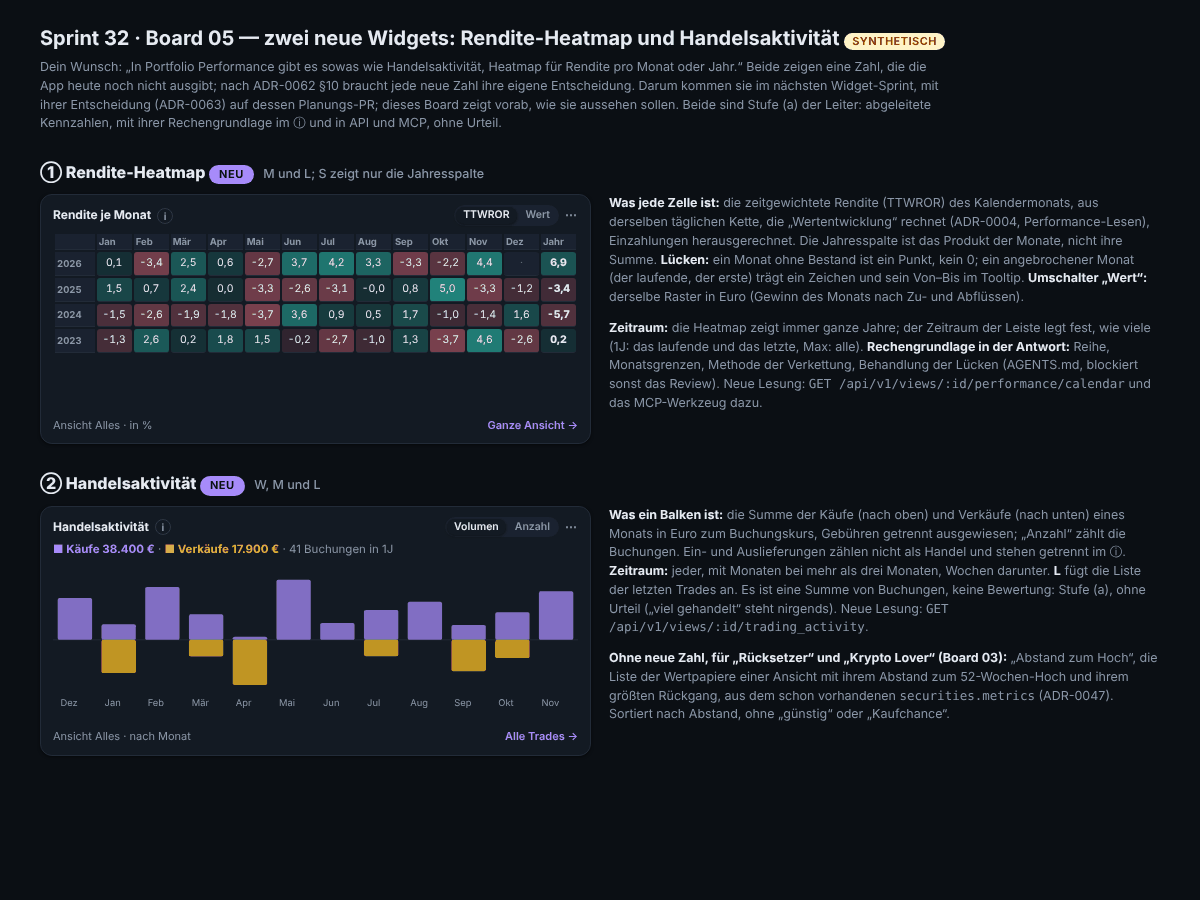 Sprint 32 · Board 05 — zwei neue Widgets: Rendite-Heatmap und Handelsaktivität SYNTHETISCH
Dein Wunsch: „In Portfolio Performance gibt es sowas wie Handelsaktivität, Heatmap für Rendite pro Monat oder Jahr.“ Beide zeigen eine Zahl, die die
App heute noch nicht ausgibt; nach ADR-0062 §10 braucht jede neue Zahl ihre eigene Entscheidung. Darum kommen sie im nächsten Widget-Sprint, mit
ihrer Entscheidung (ADR-0063) auf dessen Planungs-PR; dieses Board zeigt vorab, wie sie aussehen sollen. Beide sind Stufe (a) der Leiter: abgeleitete
Kennzahlen, mit ihrer Rechengrundlage im ⓘ und in API und MCP, ohne Urteil.
① Rendite-Heatmap NEU M und L; S zeigt nur die Jahresspalte
Rendite je Monat i TTWROR Wert ···
Jan Feb Mär Apr Mai Jun Jul Aug Sep Okt Nov Dez Jahr
2026 0,1 -3,4 2,5 0,6 -2,7 3,7 4,2 3,3 -3,3 -2,2 4,4 · 6,9
2025 1,5 0,7 2,4 0,0 -3,3 -2,6 -3,1 -0,0 0,8 5,0 -3,3 -1,2 -3,4
2024 -1,5 -2,6 -1,9 -1,8 -3,7 3,6 0,9 0,5 1,7 -1,0 -1,4 1,6 -5,7
2023 -1,3 2,6 0,2 1,8 1,5 -0,2 -2,7 -1,0 1,3 -3,7 4,6 -2,6 0,2
Ansicht Alles · in % Ganze Ansicht →
Was jede Zelle ist: die zeitgewichtete Rendite (TTWROR) des Kalendermonats, aus
derselben täglichen Kette, die „Wertentwicklung“ rechnet (ADR-0004, Performance-Lesen),
Einzahlungen herausgerechnet. Die Jahresspalte ist das Produkt der Monate, nicht ihre
Summe. Lücken: ein Monat ohne Bestand ist ein Punkt, kein 0; ein angebrochener Monat
(der laufende, der erste) trägt ein Zeichen und sein Von–Bis im Tooltip. Umschalter „Wert“:
derselbe Raster in Euro (Gewinn des Monats nach Zu- und Abflüssen).
Zeitraum: die Heatmap zeigt immer ganze Jahre; der Zeitraum der Leiste legt fest, wie viele
(1J: das laufende und das letzte, Max: alle). Rechengrundlage in der Antwort: Reihe,
Monatsgrenzen, Methode der Verkettung, Behandlung der Lücken (AGENTS.md, blockiert
sonst das Review). Neue Lesung: GET /api/v1/views/:id/performance/calendar und
das MCP-Werkzeug dazu.
② Handelsaktivität NEU W, M und L
Handelsaktivität i Volumen Anzahl ···
■ Käufe 38.400 € · ■ Verkäufe 17.900 € · 41 Buchungen in 1J
Dez Jan Feb Mär Apr Mai Jun Jul Aug Sep Okt Nov
Ansicht Alles · nach Monat Alle Trades →
Was ein Balken ist: die Summe der Käufe (nach oben) und Verkäufe (nach unten) eines
Monats in Euro zum Buchungskurs, Gebühren getrennt ausgewiesen; „Anzahl“ zählt die
Buchungen. Ein- und Auslieferungen zählen nicht als Handel und stehen getrennt im ⓘ.
Zeitraum: jeder, mit Monaten bei mehr als drei Monaten, Wochen darunter. L fügt die Liste
der letzten Trades an. Es ist eine Summe von Buchungen, keine Bewertung: Stufe (a), ohne
Urteil („viel gehandelt“ steht nirgends). Neue Lesung: GET
/api/v1/views/:id/trading_activity.
Ohne neue Zahl, für „Rücksetzer“ und „Krypto Lover“ (Board 03): „Abstand zum Hoch“, die
Liste der Wertpapiere einer Ansicht mit ihrem Abstand zum 52-Wochen-Hoch und ihrem
größten Rückgang, aus dem schon vorhandenen securities.metrics (ADR-0047).
Sortiert nach Abstand, ohne „günstig“ oder „Kaufchance“.